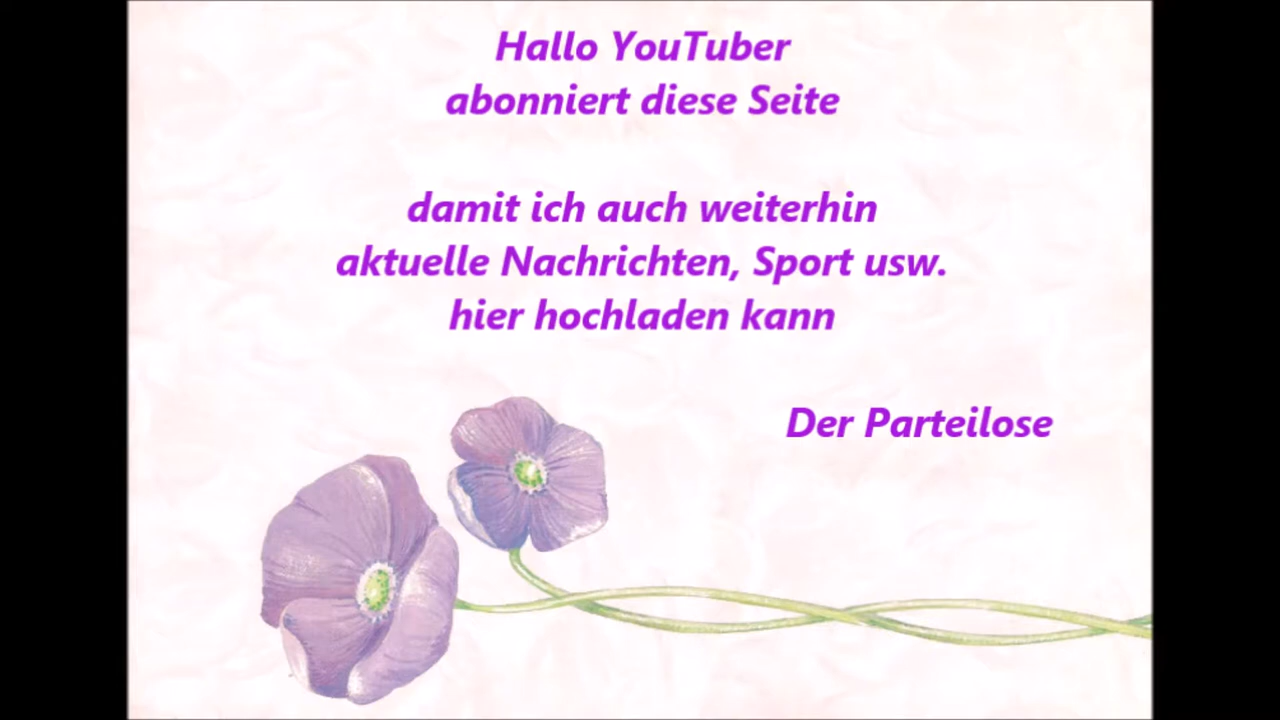 Hallo YouTuber
abonniert diese Seite
damit ich auch weiterhin
aktuelle Nachrichten, Sport usw.
hier hochladen kann
Der Parteilose